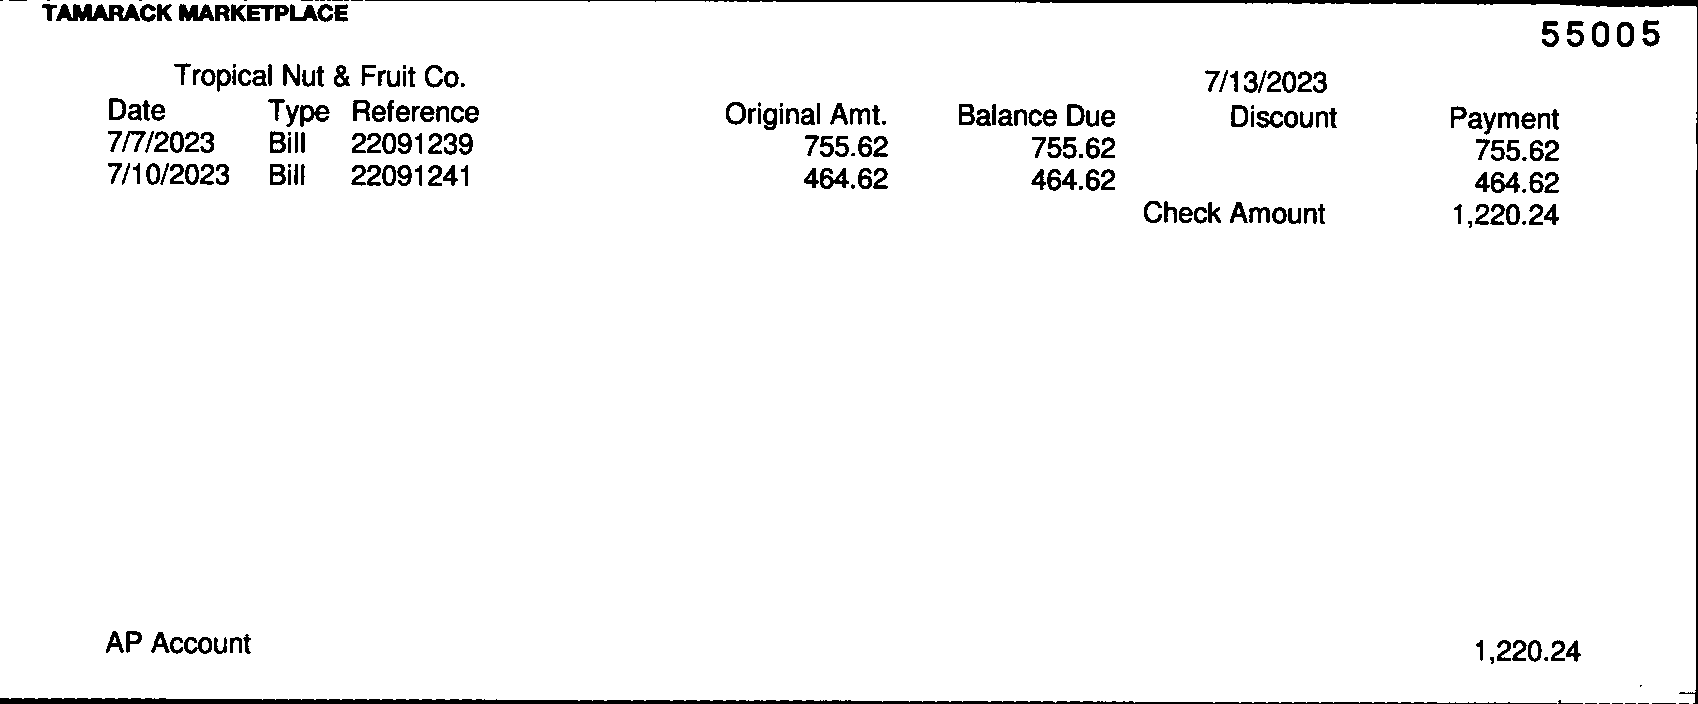 TAMARACK MARKETPLACE
55005
Tropical Nut & Fruit Co. 7/13/2023
Date Type Reference Original Amt. Balance Due Discount Payment
7/7/2023 Bill 22091239 755.62 755.62 755.62
7/10/2023 Bill 22091241 464.62 464.62 464.62
Check Amount 1,220.24
AP Account 1,220.24